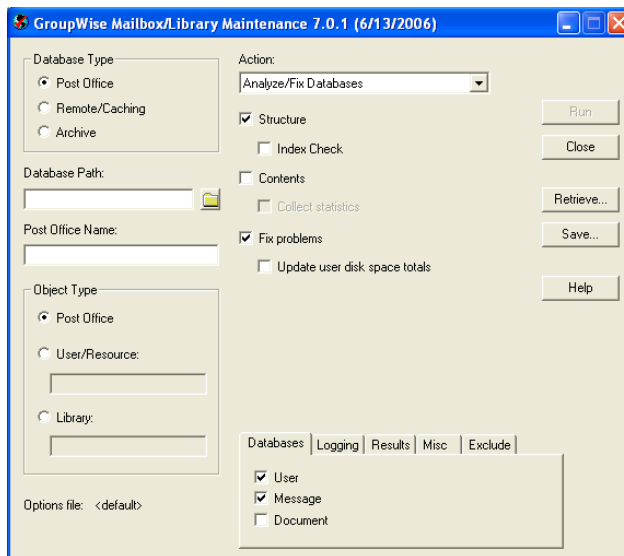 GroupWise Mailbox/Library Maintenance 7.0.1 (6/13/2006)
Database Type
Post Office
Remote/Caching
Archive
Database Path:
Post Office Name:
Object Type
Post Office
User/Resource:
Library:
Options file: <default>
Action:
Analyze/Fix Databases
Structure
Index Check
Contents
Collect statistics
Fix problems
Update user disk space totals
Databases Logging Results Misc Exclude
User
Message
Document
Run
Close
Retrieve...
Save...
Help